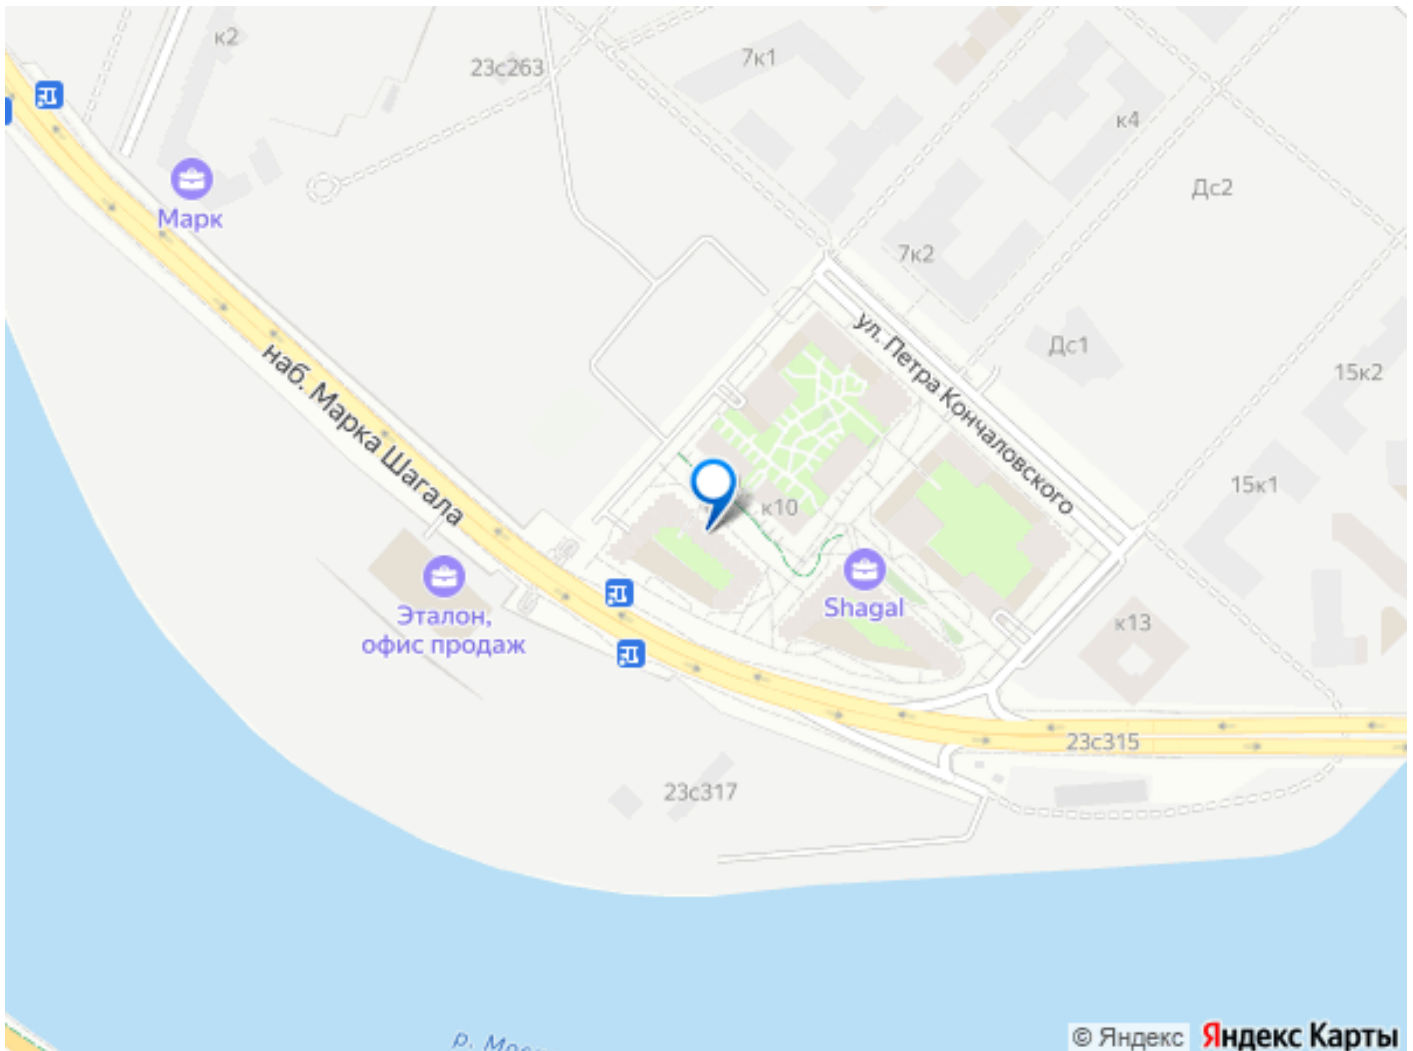 к2
23с263
7к1
к4
Марк
Дс2
7к2
ул. Петра Кончаловского
Дс1
15к2
наб. Марка Шагала
15к1
к10
Shagal
Эталон,
офис продаж
к13
23с315
23с317
р.
© Яндекс Яндекс Карты